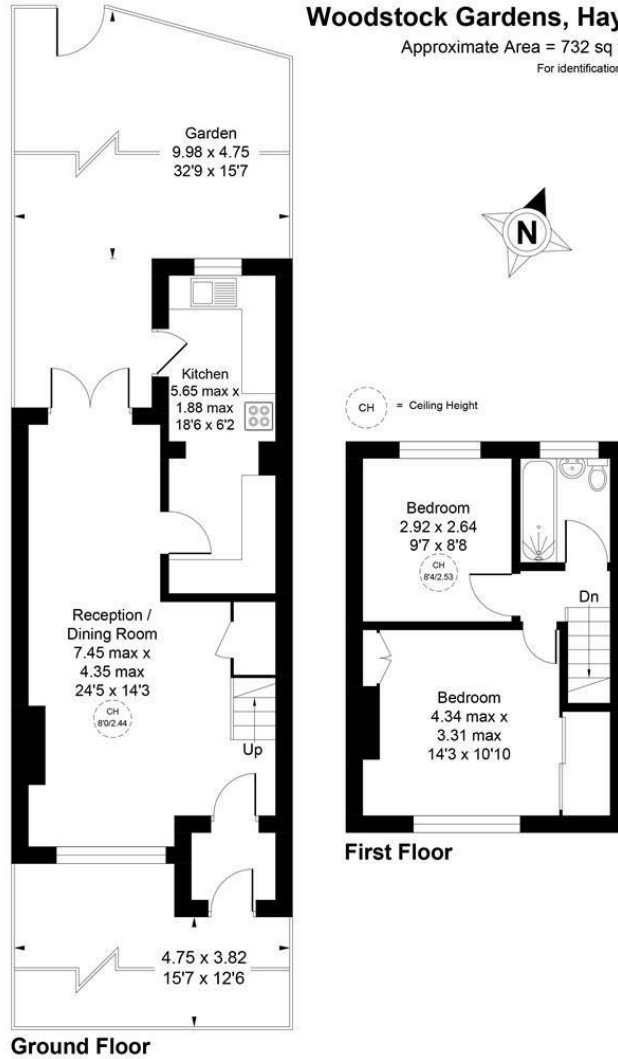 Woodstock Gardens, Hay
Approximate Area = 732 sq
For identification
Garden
9.98 x 4.75
32'9 x 15'7
N
Kitchen
5.65 max x
1.88 max
18'6 x 6'2
CH = Ceiling Height
Bedroom
2.92 x 2.64
9'7 x 8'8
CH
8'4/2.53
Dn
Reception /
Dining Room
7.45 max x
4.35 max
24'5 x 14'3
CH
8'0/2.44
Up
Bedroom
4.34 max x
3.31 max
14'3 x 10'10
First Floor
4.75 x 3.82
15'7 x 12'6
Ground Floor